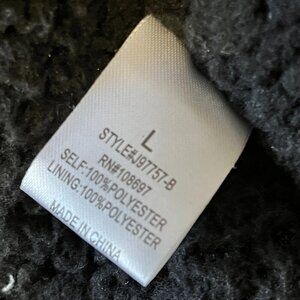 L
STYLE#J97757-B
RN#108697
SELF:100%POLYESTER
LINING:100%POLYESTER
MADE IN CHINA